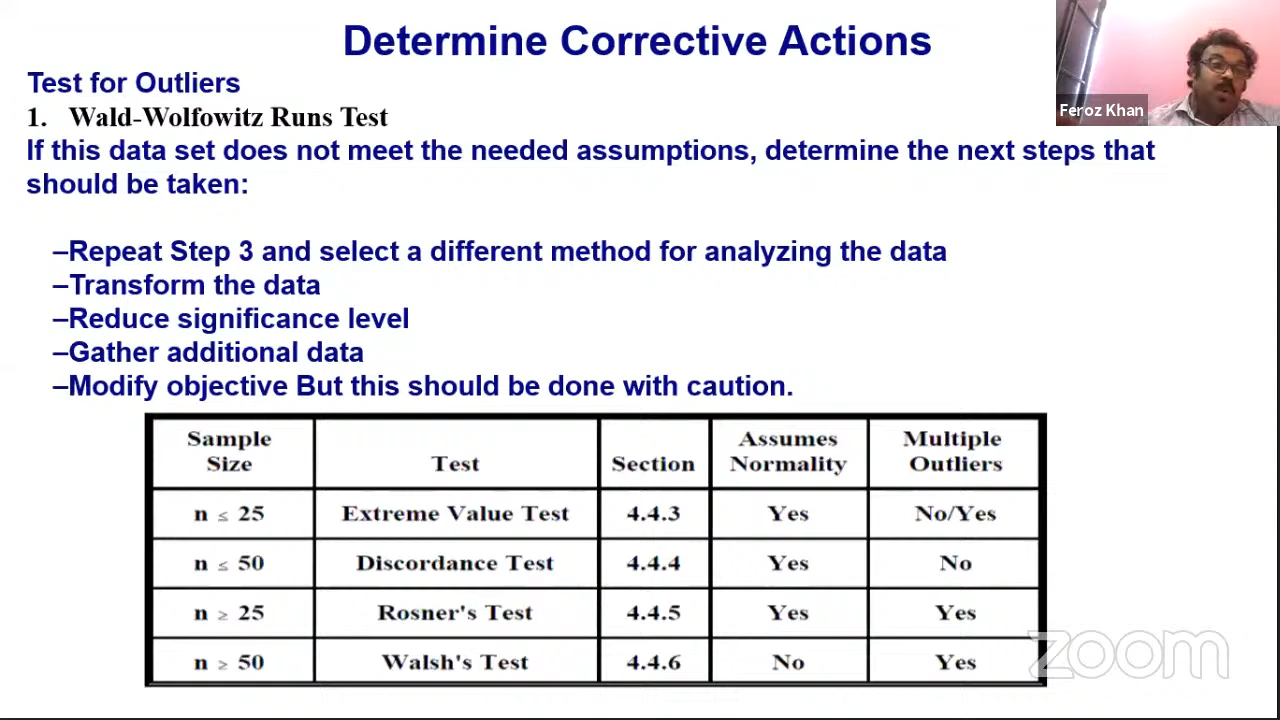 Determine Corrective Actions
Feroz Khan
Test for Outliers
1. Wald-Wolfowitz Runs Test
If this data set does not meet the needed assumptions, determine the next steps that
should be taken:
–Repeat Step 3 and select a different method for analyzing the data
–Transform the data
–Reduce significance level
–Gather additional data
–Modify objective But this should be done with caution.
Sample Size Test Section Assumes Normality Multiple Outliers
n ≤ 25 Extreme Value Test 4.4.3 Yes No/Yes
n ≤ 50 Discordance Test 4.4.4 Yes No
n ≥ 25 Rosner's Test 4.4.5 Yes Yes
n ≥ 50 Walsh's Test 4.4.6 No Yes
zoom